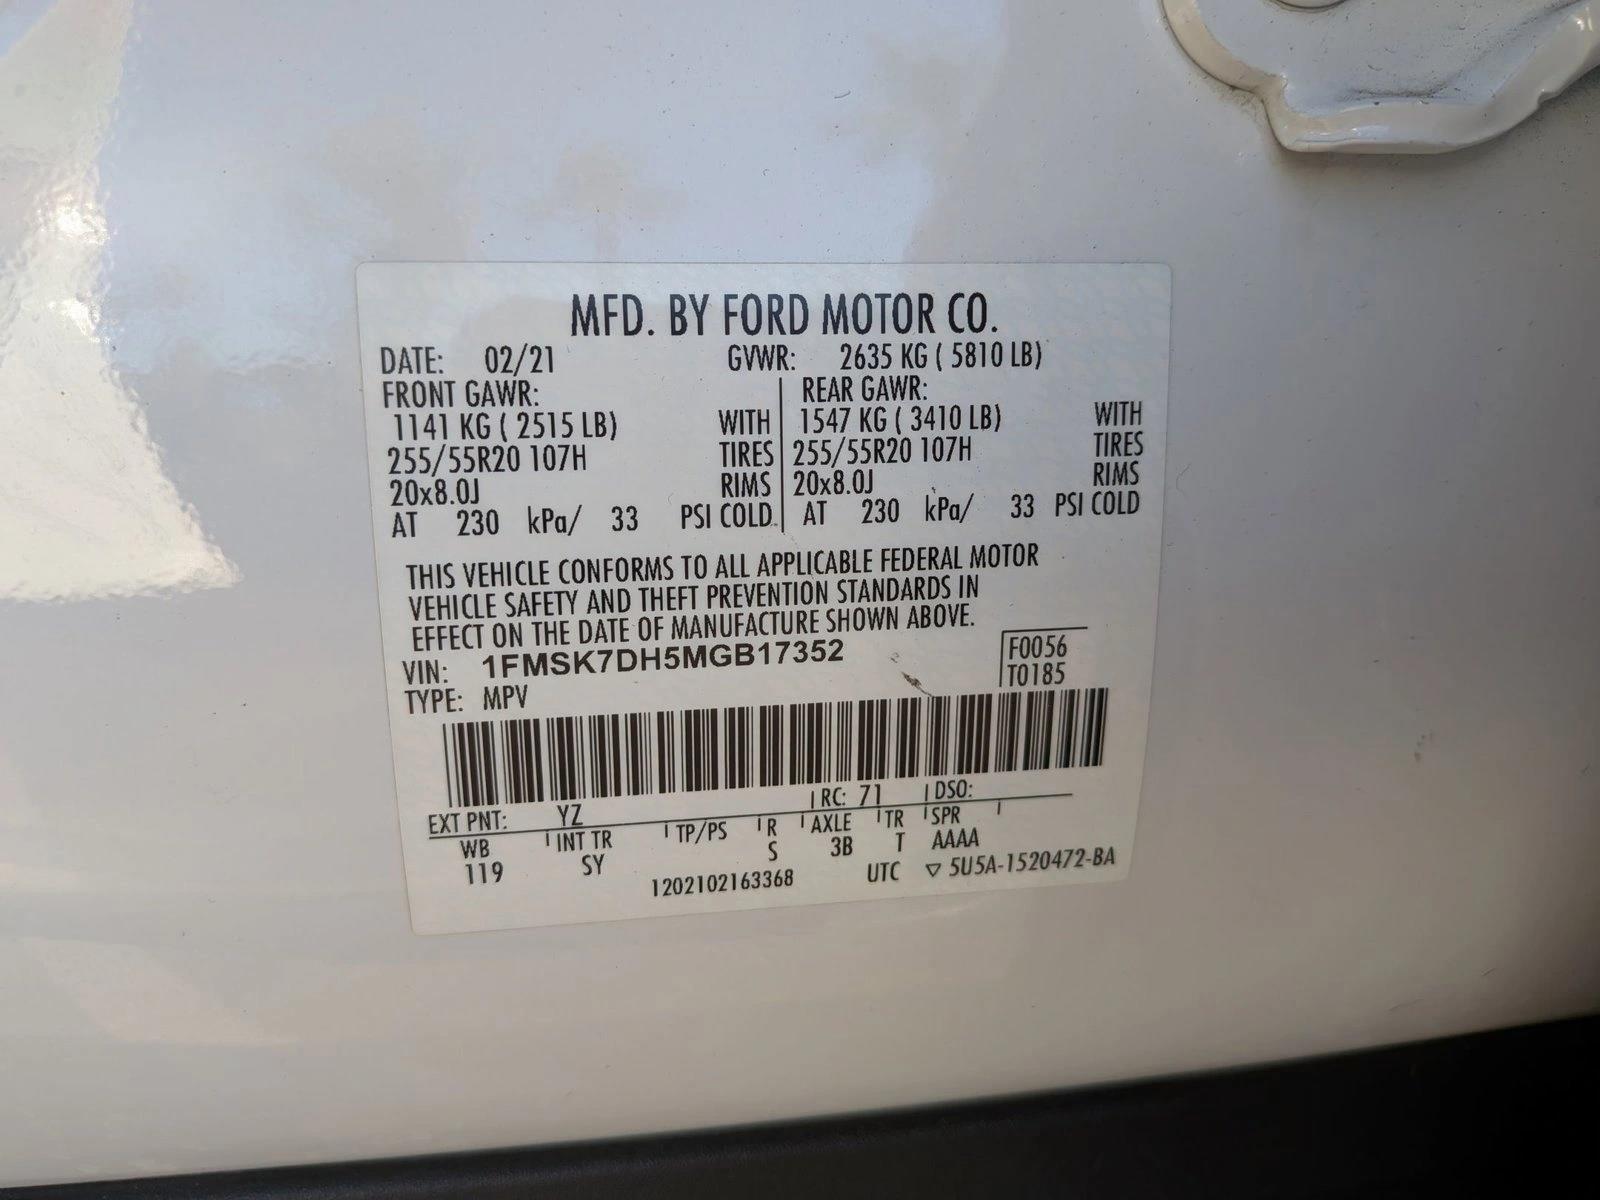 MFD. BY FORD MOTOR CO.
DATE: 02/21 GVWR: 2635 KG ( 5810 LB)
FRONT GAWR: REAR GAWR:
1141 KG ( 2515 LB) WITH 1547 KG ( 3410 LB) WITH
255/55R20 107H TIRES 255/55R20 107H TIRES
20x8.0J RIMS 20x8.0J RIMS
AT 230 kPa/ 33 PSI COLD AT 230 kPa/ 33 PSI COLD
THIS VEHICLE CONFORMS TO ALL APPLICABLE FEDERAL MOTOR
VEHICLE SAFETY AND THEFT PREVENTION STANDARDS IN
EFFECT ON THE DATE OF MANUFACTURE SHOWN ABOVE.
VIN: 1FMSK7DH5MGB17352 F0056
TYPE: MPV T0185
EXT PNT: YZ RC: 71 DSO:
WB INT TR TP/PS R AXLE TR SPR
119 SY S 3B T AAAA
1202102163368 UTC ▽ 5U5A-1520472-BA